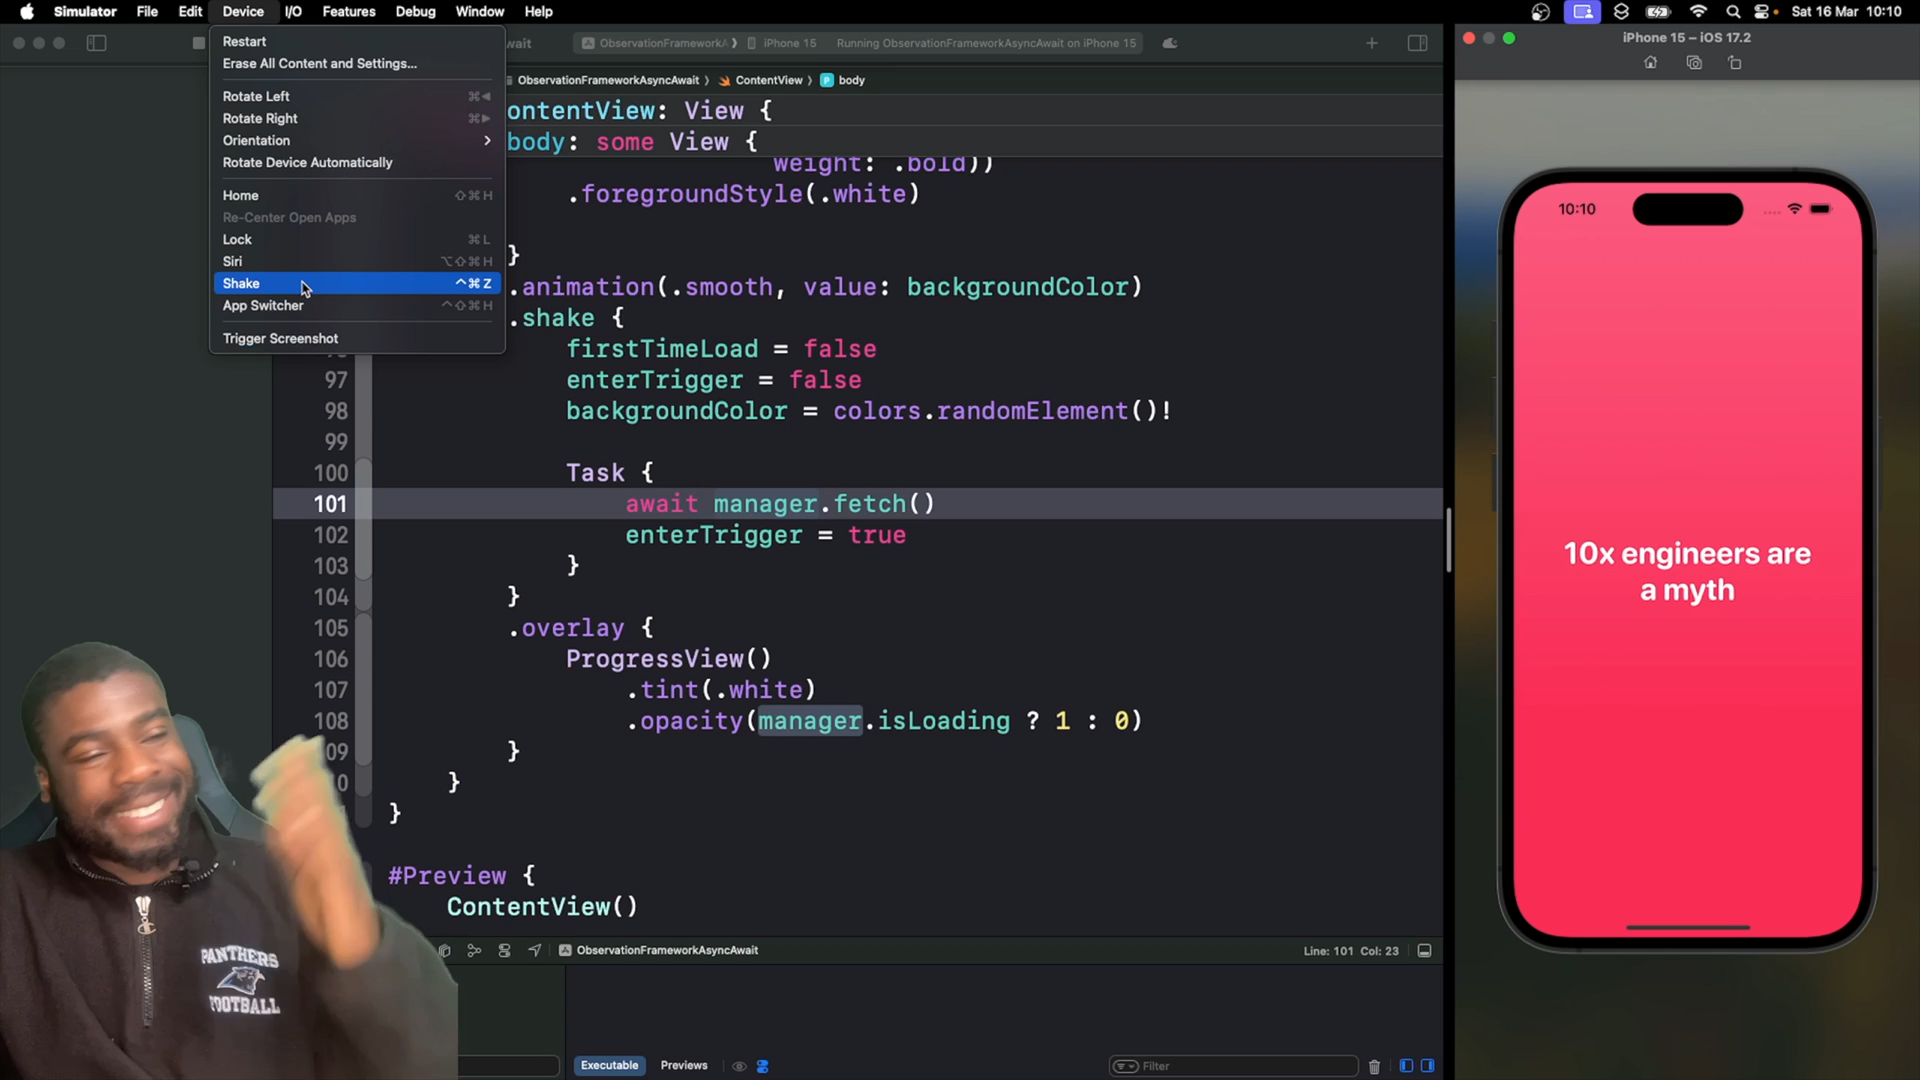 Simulator File Edit Device I/O Features Debug Window Help
Sat 16 Mar 10:10
Restart
Erase All Content and Settings...
Rotate Left ⌘◀
Rotate Right ⌘▶
Orientation >
Rotate Device Automatically
Home ⇧⌘H
Re-Center Open Apps
Lock ⌘L
Siri ⌥⇧⌘H
Shake ^⌘Z
App Switcher ^⇧⌘H
Trigger Screenshot
wait
ObservationFrameworkA
iPhone 15
Running ObservationFrameworkAsyncAwait on iPhone 15
ObservationFrameworkAsyncAwait
ContentView
body
ontentView: View {
body: some View {
weight: .bold))
.foregroundStyle(.white)
}
.animation(.smooth, value: backgroundColor)
.shake {
firstTimeLoad = false
97 enterTrigger = false
98 backgroundColor = colors.randomElement()!
99
100 Task {
101 await manager.fetch()
102 enterTrigger = true
103 }
104 }
105 .overlay {
106 ProgressView()
107 .tint(.white)
108 .opacity(manager.isLoading ? 1 : 0)
09 }
0 }
}
#Preview {
ContentView()
ObservationFrameworkAsyncAwait
Line: 101 Col: 23
Executable
Previews
Filter
iPhone 15 – iOS 17.2
10:10
10x engineers are
a myth
PANTHERS
FOOTBALL